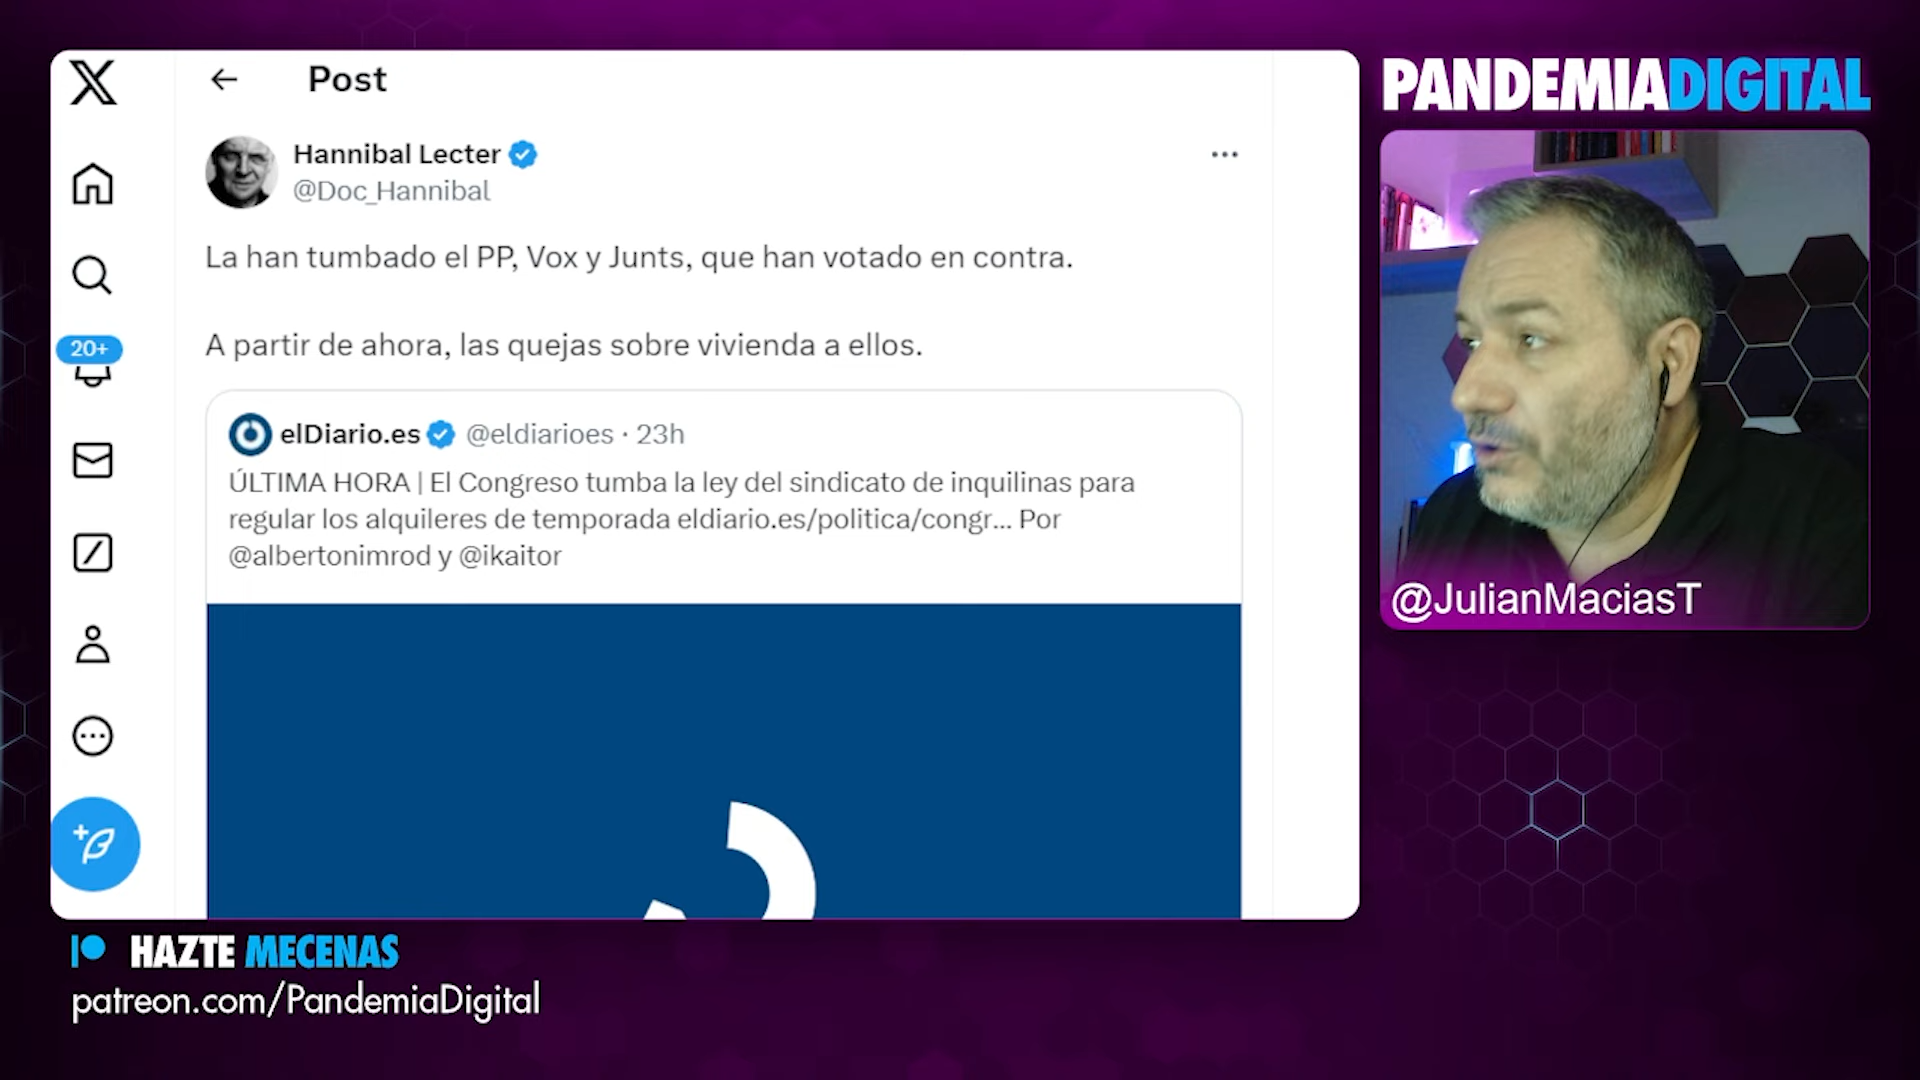 Post
Hannibal Lecter
@Doc_Hannibal
La han tumbado el PP, Vox y Junts, que han votado en contra.
A partir de ahora, las quejas sobre vivienda a ellos.
20+
elDiario.es @eldiarioes · 23h
ÚLTIMA HORA | El Congreso tumba la ley del sindicato de inquilinas para
regular los alquileres de temporada eldiario.es/politica/congr... Por
@albertonimrod y @ikaitor
PANDEMIADIGITAL
@JulianMaciasT
HAZTE MECENAS
patreon.com/PandemiaDigital